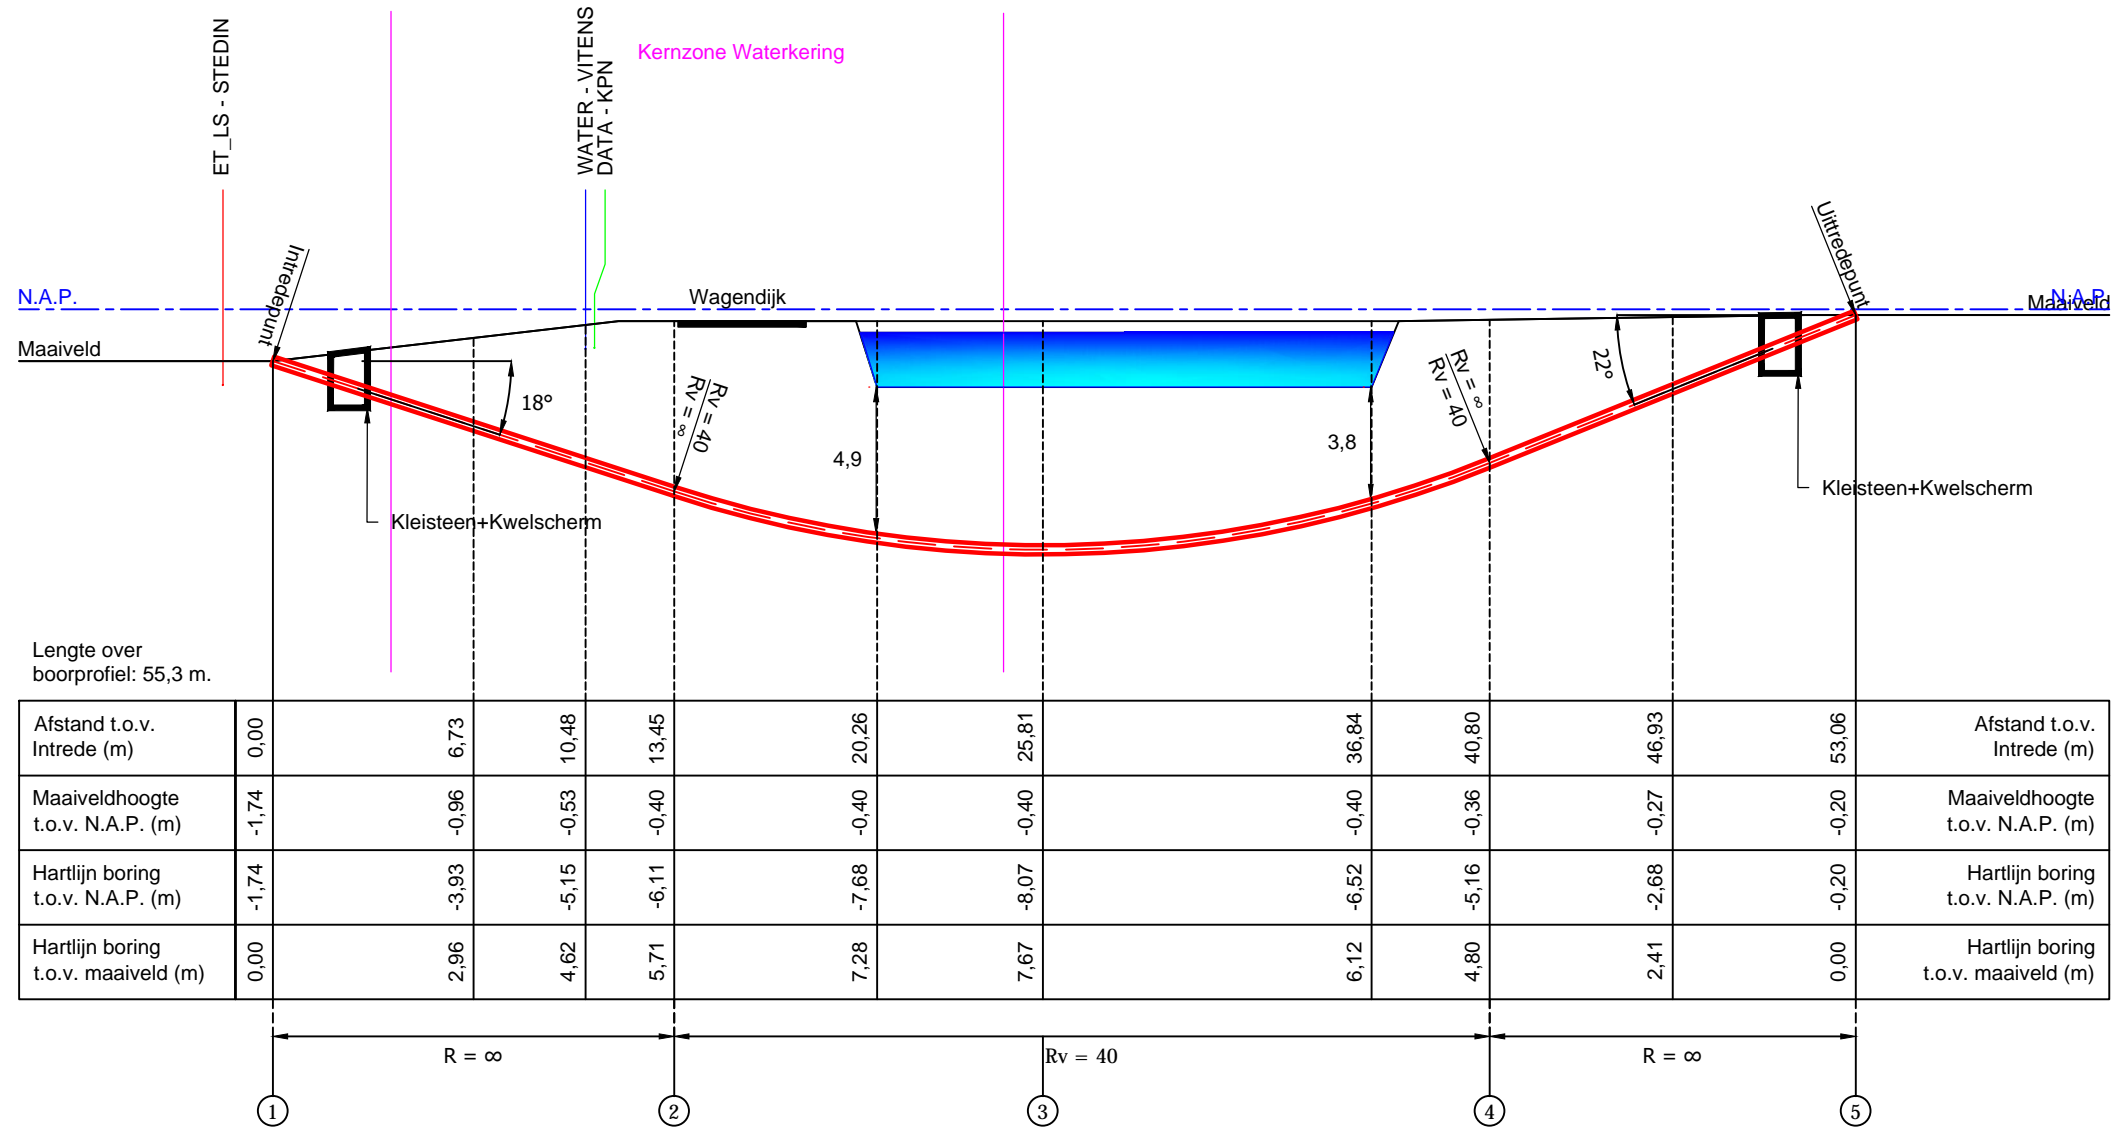 ET_LS - STEDIN
WATER - VITENS
DATA - KPN
Kernzone Waterkering
Intredepunt
Uittredepunt
N.A.P.
Wagendijk
N.A.P.
Maaiveld
Maaiveld
18°
22°
Rv = 40
Rv = ∞
Rv = ∞
Rv = 40
4,9
3,8
Kleisteen+Kwelscherm
Kleisteen+Kwelscherm
Lengte over
boorprofiel: 55,3 m.
Afstand t.o.v.
Intrede (m)
0,00 6,73 10,48 13,45 20,26 25,81 36,84 40,80 46,93 53,06
Afstand t.o.v.
Intrede (m)
Maaiveldhoogte
t.o.v. N.A.P. (m)
-1,74 -0,96 -0,53 -0,40 -0,40 -0,40 -0,40 -0,36 -0,27 -0,20
Maaiveldhoogte
t.o.v. N.A.P. (m)
Hartlijn boring
t.o.v. N.A.P. (m)
-1,74 -3,93 -5,15 -6,11 -7,68 -8,07 -6,52 -5,16 -2,68 -0,20
Hartlijn boring
t.o.v. N.A.P. (m)
Hartlijn boring
t.o.v. maaiveld (m)
0,00 2,96 4,62 5,71 7,28 7,67 6,12 4,80 2,41 0,00
Hartlijn boring
t.o.v. maaiveld (m)
R = ∞ Rv = 40 R = ∞
1 2 3 4 5